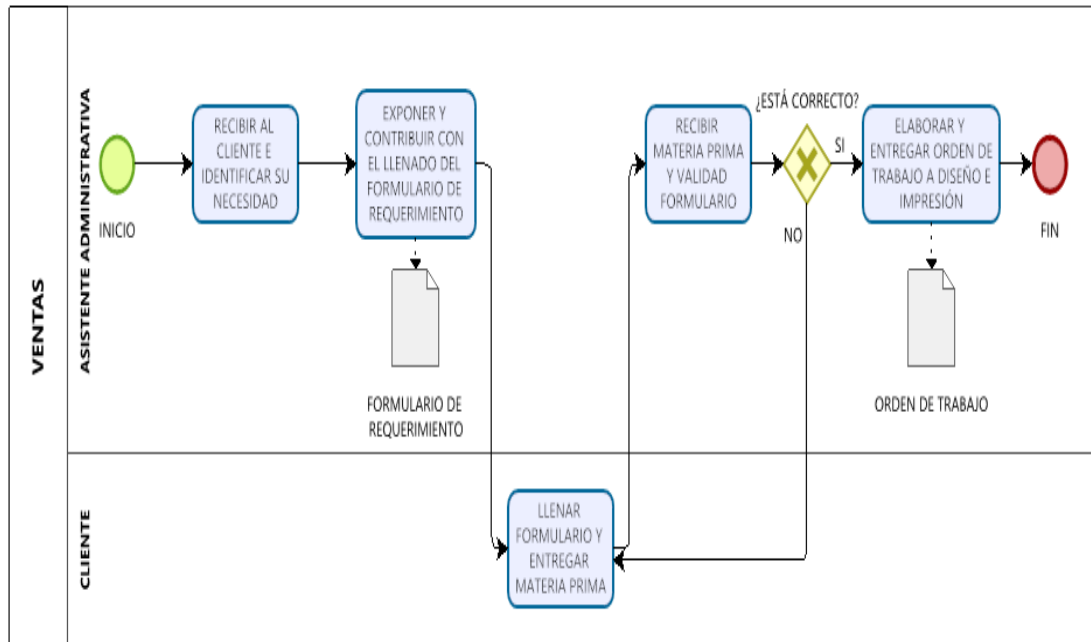 VENTAS
ASISTENTE ADMINISTRATIVA
INICIO
RECIBIR AL
CLIENTE E
IDENTIFICAR SU
NECESIDAD
EXPONER Y
CONTRIBUIR CON
EL LLENADO DEL
FORMULARIO DE
REQUERIMIENTO
FORMULARIO DE
REQUERIMIENTO
RECIBIR
MATERIA PRIMA
Y VALIDAD
FORMULARIO
¿ESTÁ CORRECTO?
SI
NO
ELABORAR Y
ENTREGAR ORDEN DE
TRABAJO A DISEÑO E
IMPRESIÓN
ORDEN DE TRABAJO
FIN
CLIENTE
LLENAR
FORMULARIO Y
ENTREGAR
MATERIA PRIMA